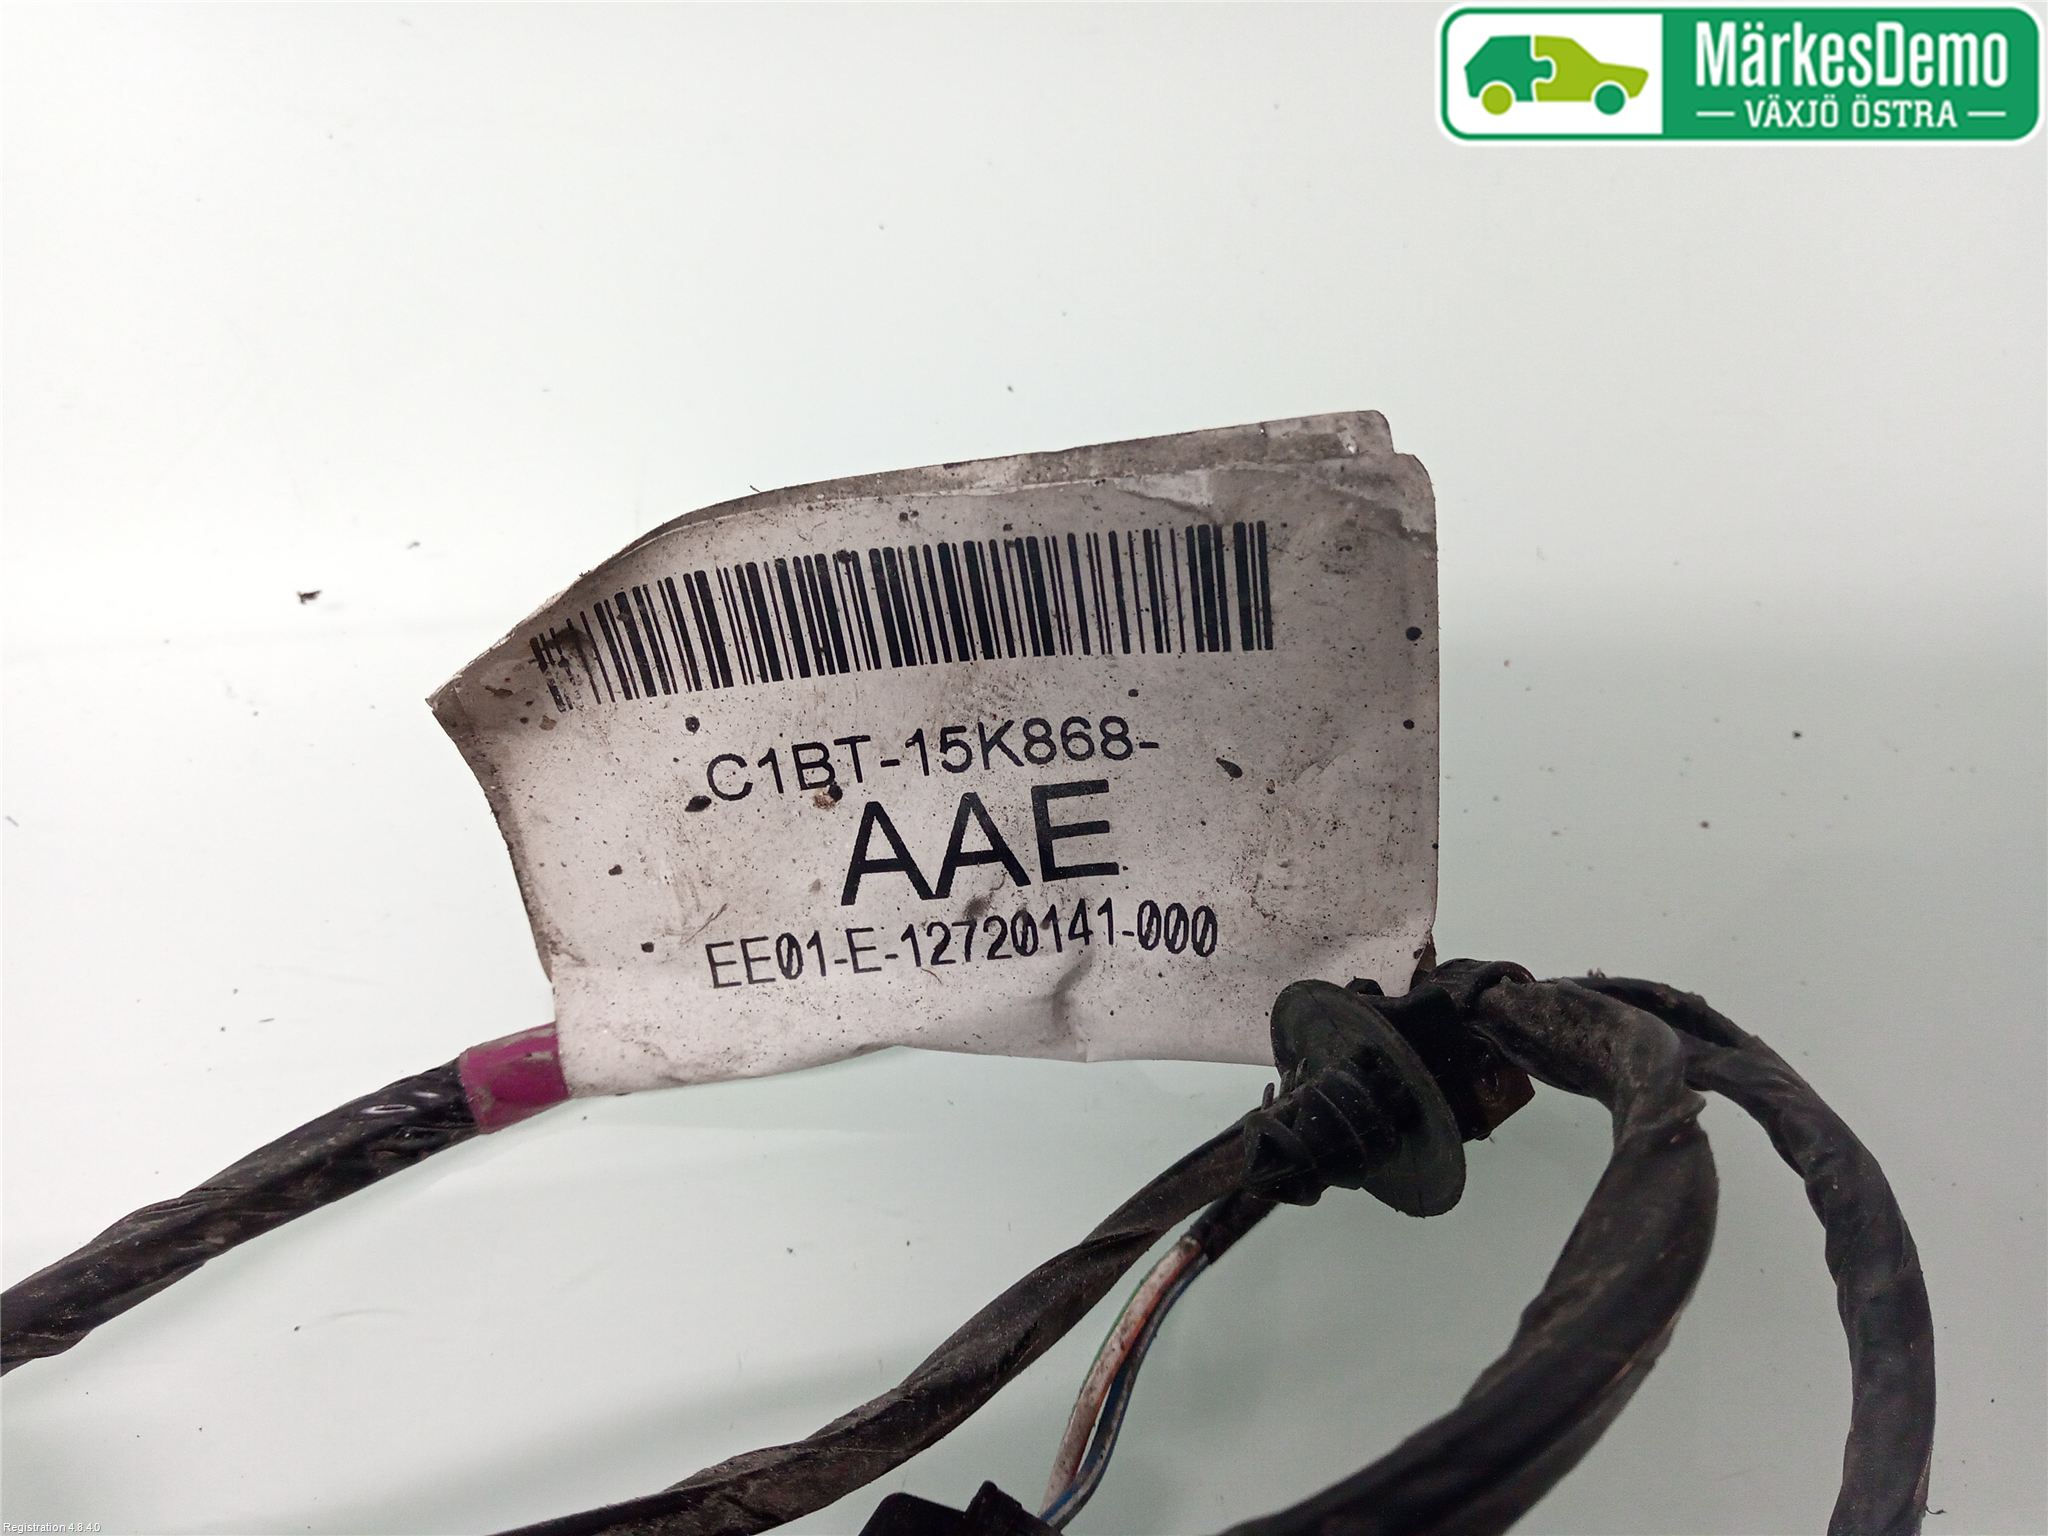 MärkesDemo
VÄXJÖ ÖSTRA
C1BT-15K868-
AAE
EE01-E-12720141-000
Registration 4.8.4.0